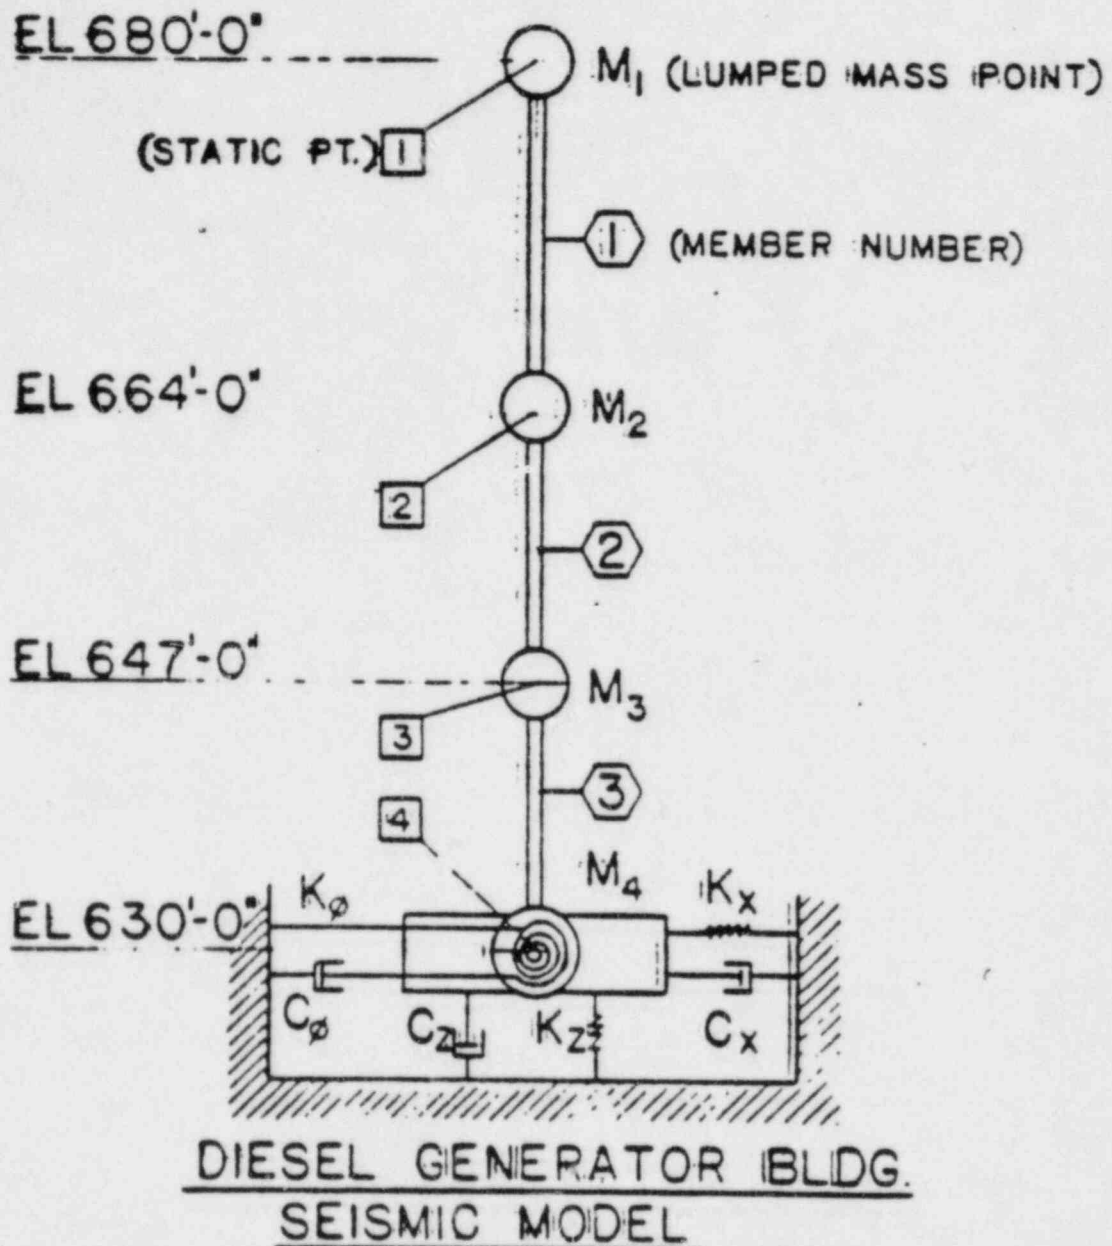 EL 680'-0"
M1 (LUMPED MASS POINT)
(STATIC PT.) 1
1 (MEMBER NUMBER)
EL 664'-0"
M2
2
2
EL 647'-0"
M3
3
3
4
M4
EL 630'-0"
Kø
Kx
Cø
Cz
Kz
Cx
DIESEL GENERATOR BLDG.
SEISMIC MODEL